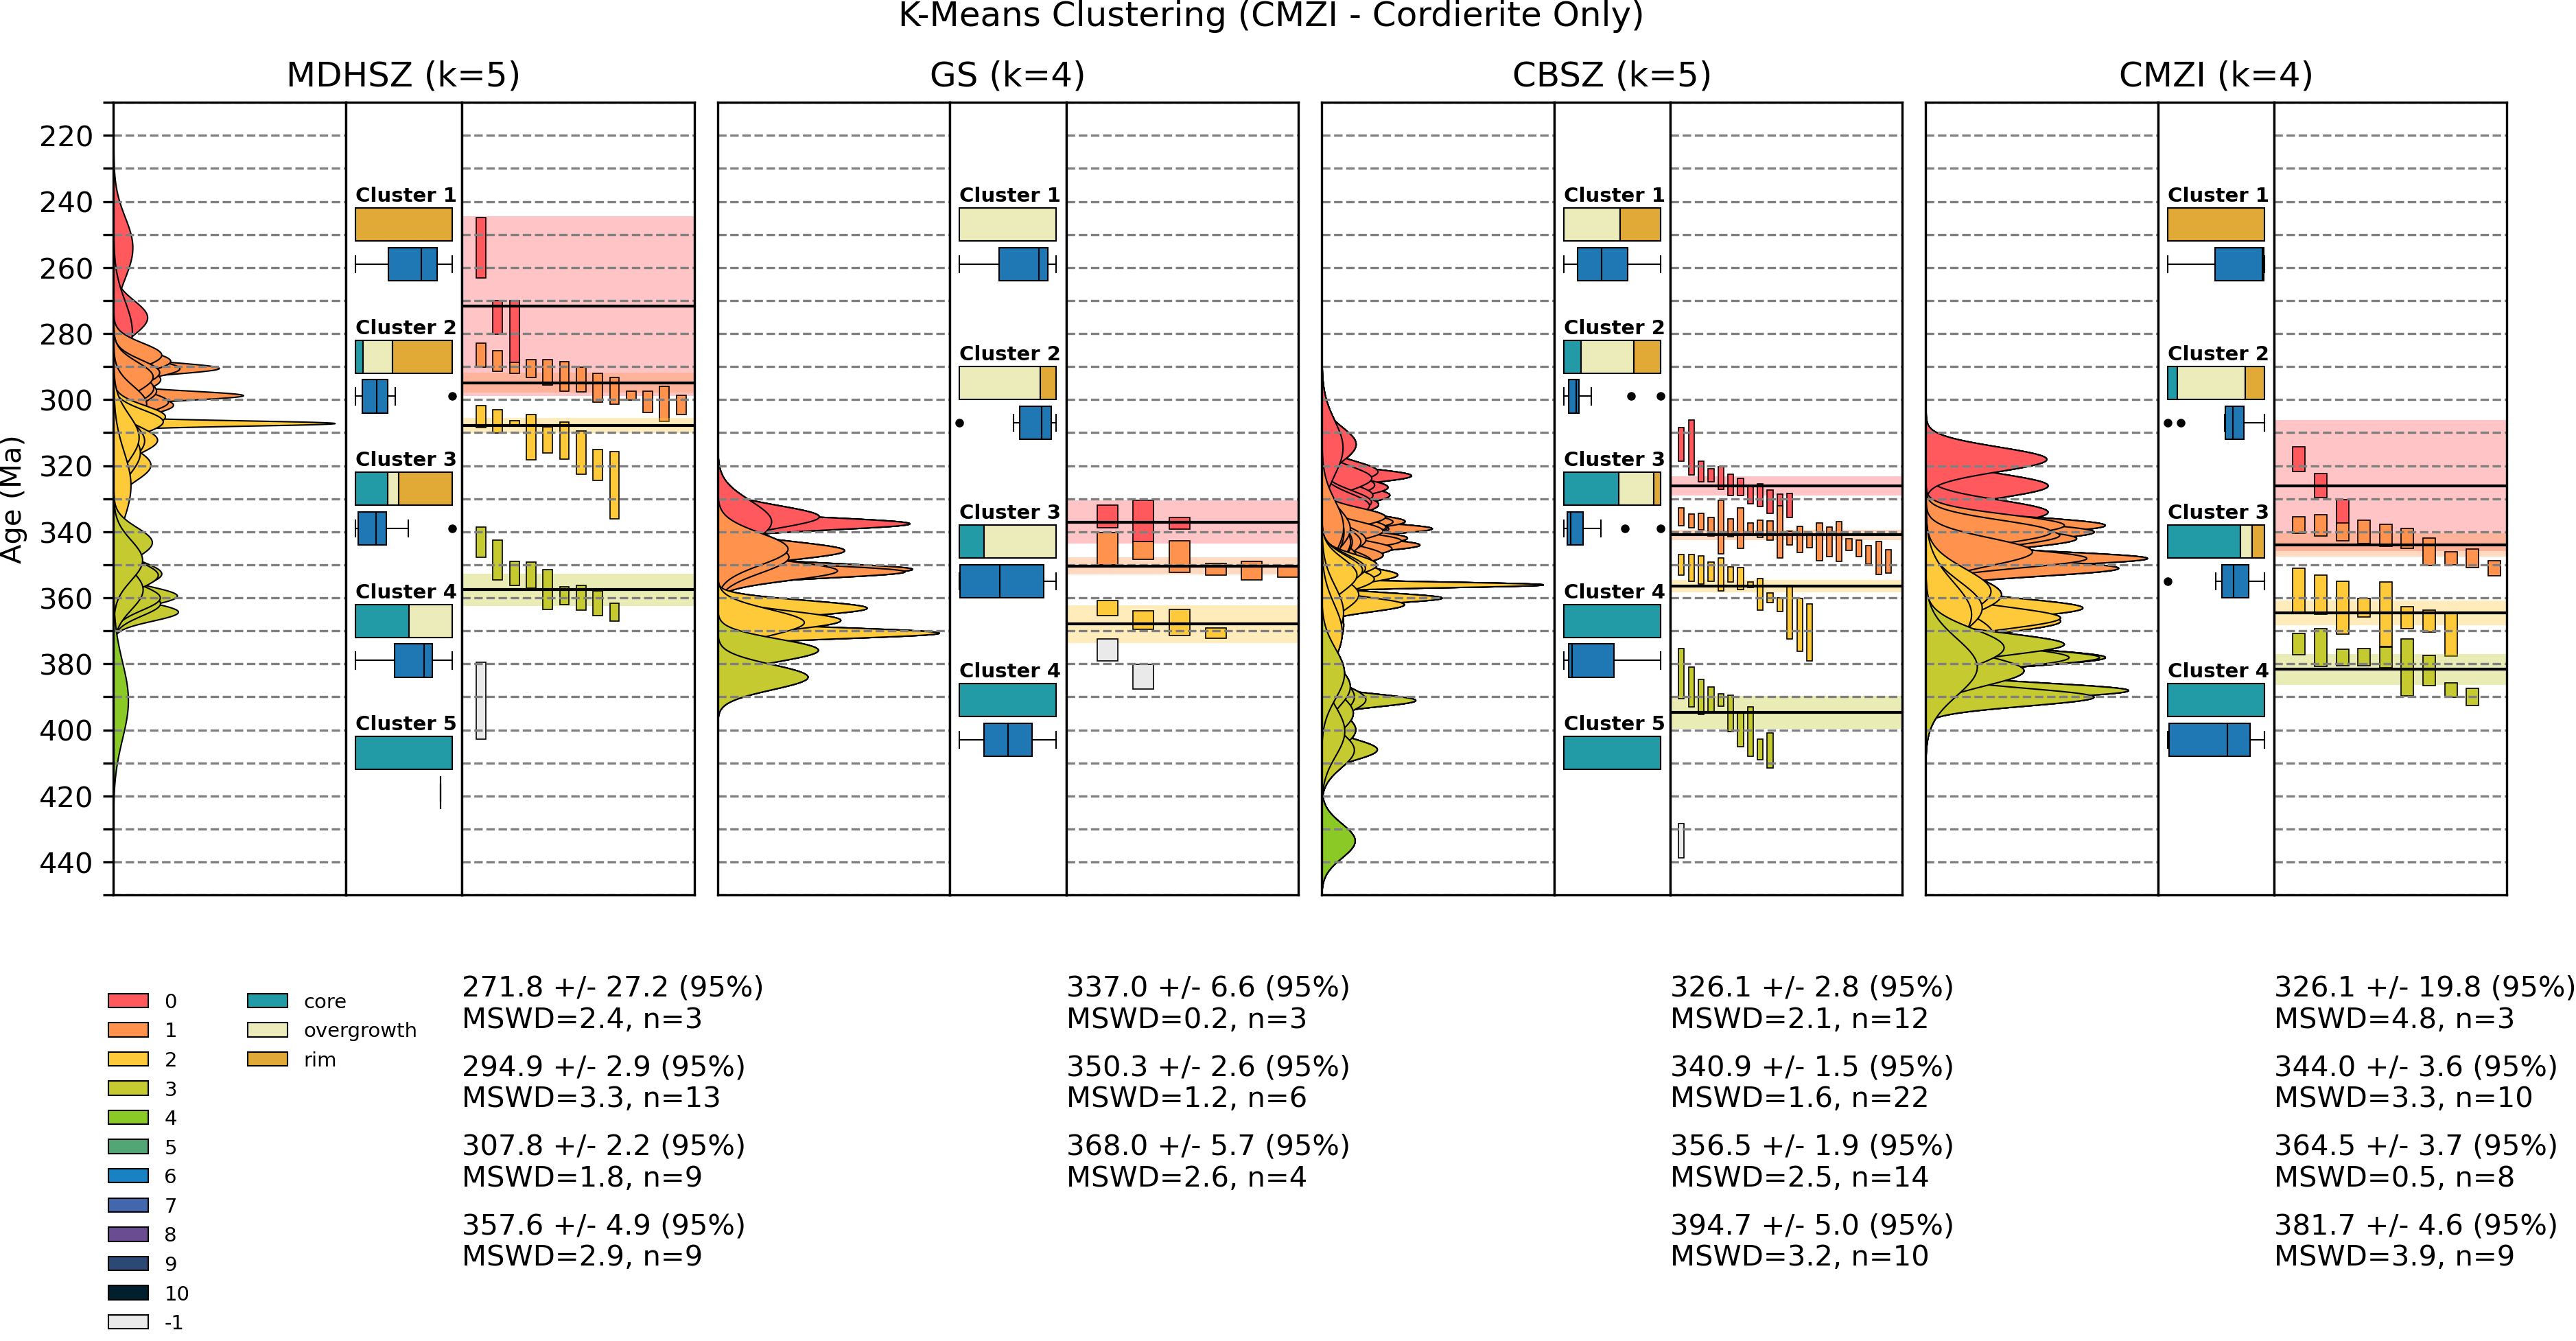 K-Means Clustering (CMZI - Cordierite Only)
MDHSZ (k=5)
GS (k=4)
CBSZ (k=5)
CMZI (k=4)
Age (Ma)
220
240
260
280
300
320
340
360
380
400
420
440
Cluster 1
Cluster 2
Cluster 3
Cluster 4
Cluster 5
Cluster 1
Cluster 2
Cluster 3
Cluster 4
Cluster 1
Cluster 2
Cluster 3
Cluster 4
Cluster 5
Cluster 1
Cluster 2
Cluster 3
Cluster 4
0
1
2
3
4
5
6
7
8
9
10
-1
core
overgrowth
rim
271.8 +/- 27.2 (95%)
MSWD=2.4, n=3
294.9 +/- 2.9 (95%)
MSWD=3.3, n=13
307.8 +/- 2.2 (95%)
MSWD=1.8, n=9
357.6 +/- 4.9 (95%)
MSWD=2.9, n=9
337.0 +/- 6.6 (95%)
MSWD=0.2, n=3
350.3 +/- 2.6 (95%)
MSWD=1.2, n=6
368.0 +/- 5.7 (95%)
MSWD=2.6, n=4
326.1 +/- 2.8 (95%)
MSWD=2.1, n=12
340.9 +/- 1.5 (95%)
MSWD=1.6, n=22
356.5 +/- 1.9 (95%)
MSWD=2.5, n=14
394.7 +/- 5.0 (95%)
MSWD=3.2, n=10
326.1 +/- 19.8 (95%)
MSWD=4.8, n=3
344.0 +/- 3.6 (95%)
MSWD=3.3, n=10
364.5 +/- 3.7 (95%)
MSWD=0.5, n=8
381.7 +/- 4.6 (95%)
MSWD=3.9, n=9